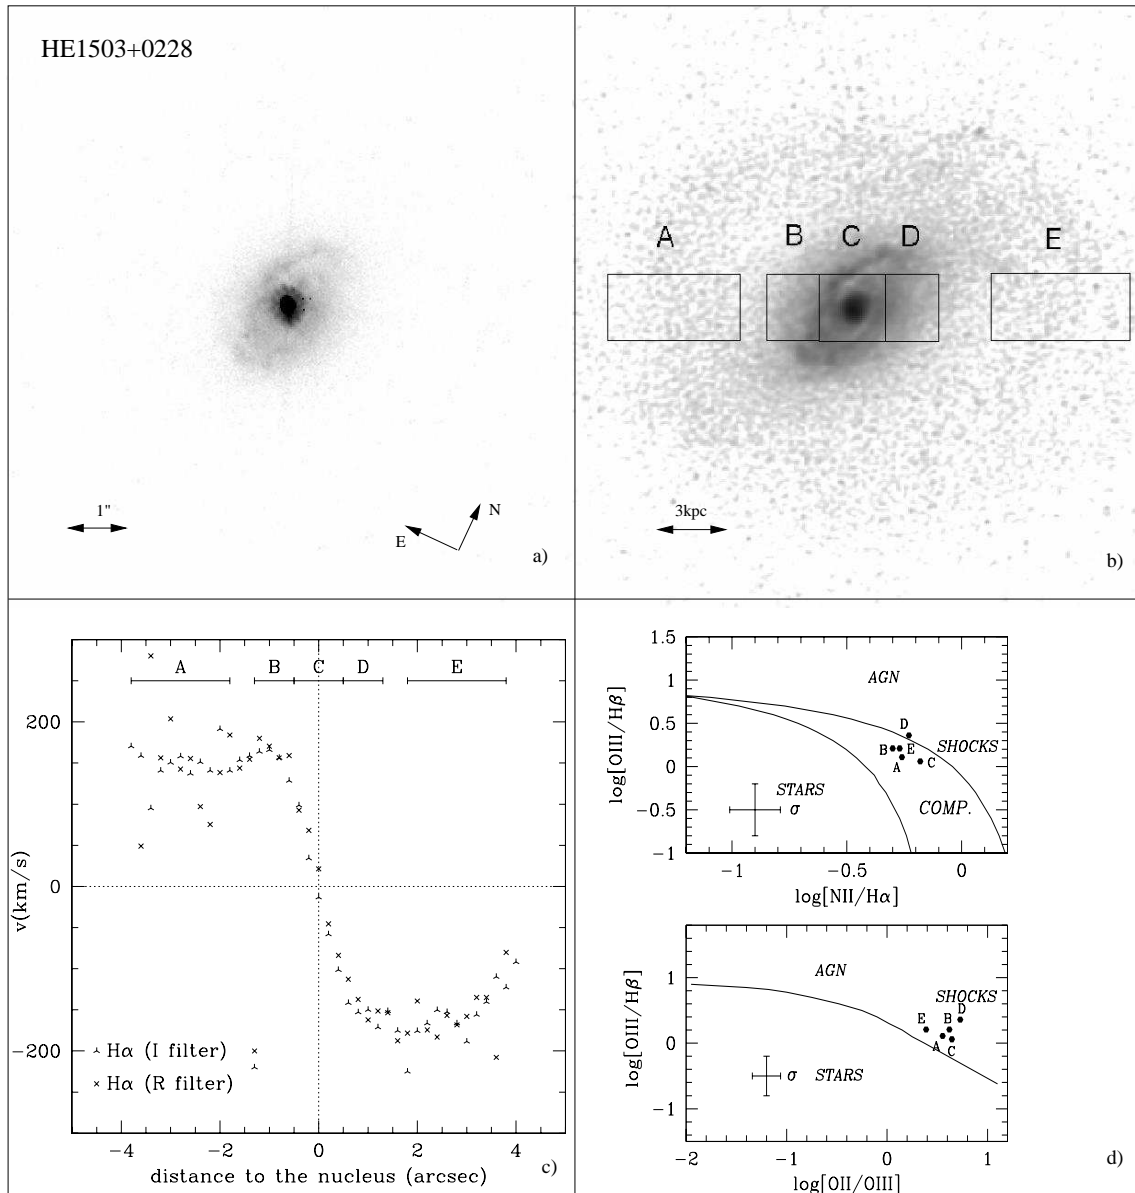 HE1503+0228
1"
N
E
a)
A
B
C
D
E
3kpc
b)
A
B
C
D
E
200
0
−200
v(km/s)
Hα (I filter)
Hα (R filter)
−4
−2
0
2
4
distance to the nucleus (arcsec)
c)
1.5
1
0.5
0
−0.5
−1
log[OIII/Hβ]
AGN
D
SHOCKS
B
E
A
C
STARS
COMP.
σ
−1
−0.5
0
log[NII/Hα]
1
0
−1
log[OIII/Hβ]
AGN
SHOCKS
E
B
D
A
C
σ
STARS
−2
−1
0
1
log[OII/OIII]
d)